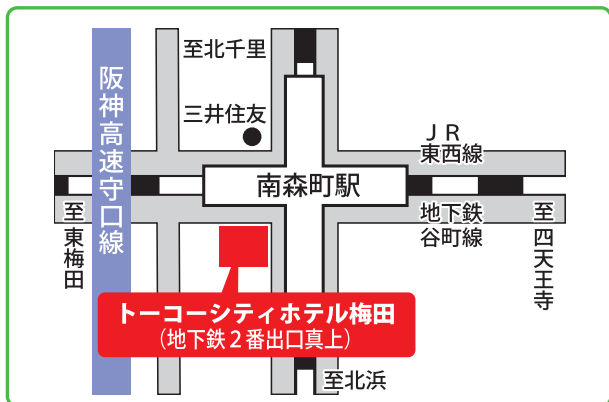 至北千里
阪神高速守口線
三井住友
ＪＲ
東西線
南森町駅
地下鉄
谷町線
至東梅田
至四天王寺
トーコーシティホテル梅田
（地下鉄２番出口真上）
至北浜